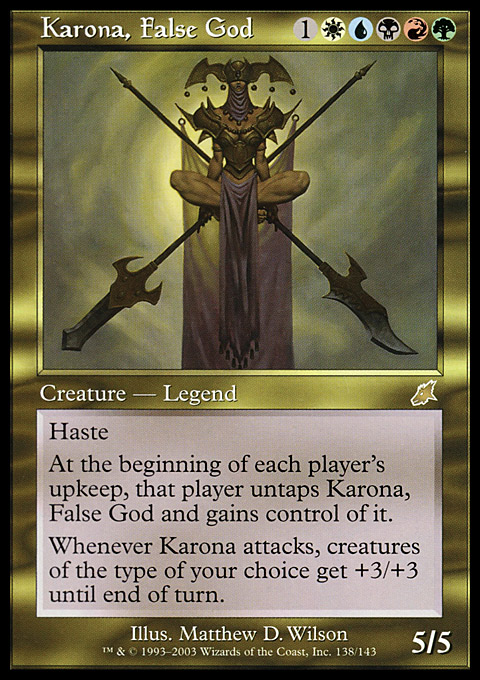 Karona, False God 1
Creature — Legend
Haste
At the beginning of each player's
upkeep, that player untaps Karona,
False God and gains control of it.
Whenever Karona attacks, creatures
of the type of your choice get +3/+3
until end of turn.
Illus. Matthew D. Wilson
5/5
™ & © 1993–2003 Wizards of the Coast, Inc. 138/143